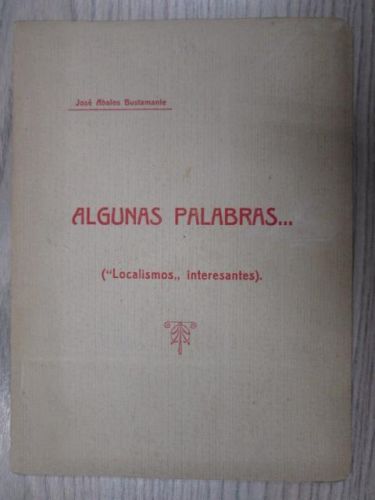 José Abalos Bustamante
ALGUNAS PALABRAS...
("Localismos„ interesantes).